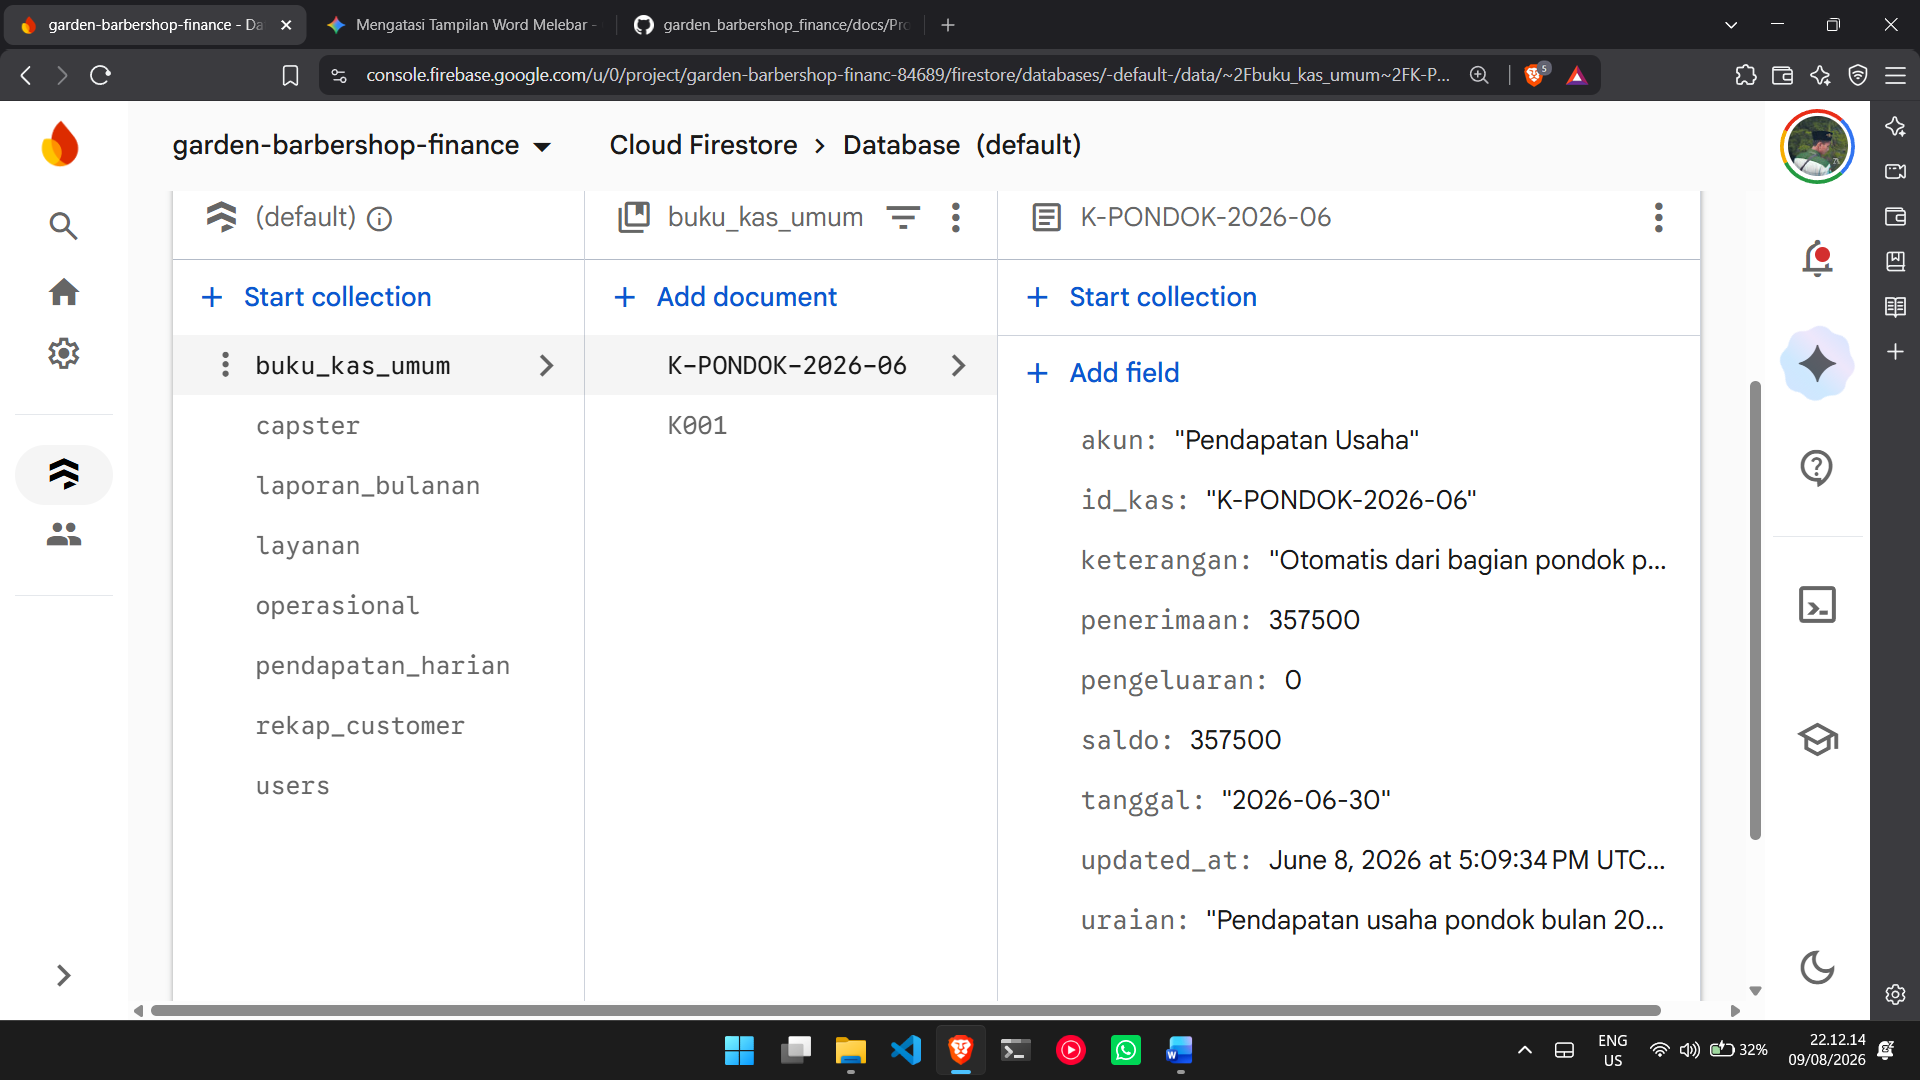 garden-barbershop-finance - Da
Mengatasi Tampilan Word Melebar -
garden_barbershop_finance/docs/Pro
console.firebase.google.com/u/0/project/garden-barbershop-financ-84689/firestore/databases/-default-/data/~2Fbuku_kas_umum~2FK-P...
5
garden-barbershop-finance
Cloud Firestore
Database (default)
(default)
buku_kas_umum
K-PONDOK-2026-06
Start collection
Add document
Start collection
buku_kas_umum
K-PONDOK-2026-06
Add field
capster
K001
akun: "Pendapatan Usaha"
laporan_bulanan
id_kas: "K-PONDOK-2026-06"
layanan
keterangan: "Otomatis dari bagian pondok p...
operasional
penerimaan: 357500
pendapatan_harian
pengeluaran: 0
rekap_customer
saldo: 357500
users
tanggal: "2026-06-30"
updated_at: June 8, 2026 at 5:09:34 PM UTC...
uraian: "Pendapatan usaha pondok bulan 20...
ENG
US
32%
22.12.14
09/08/2026